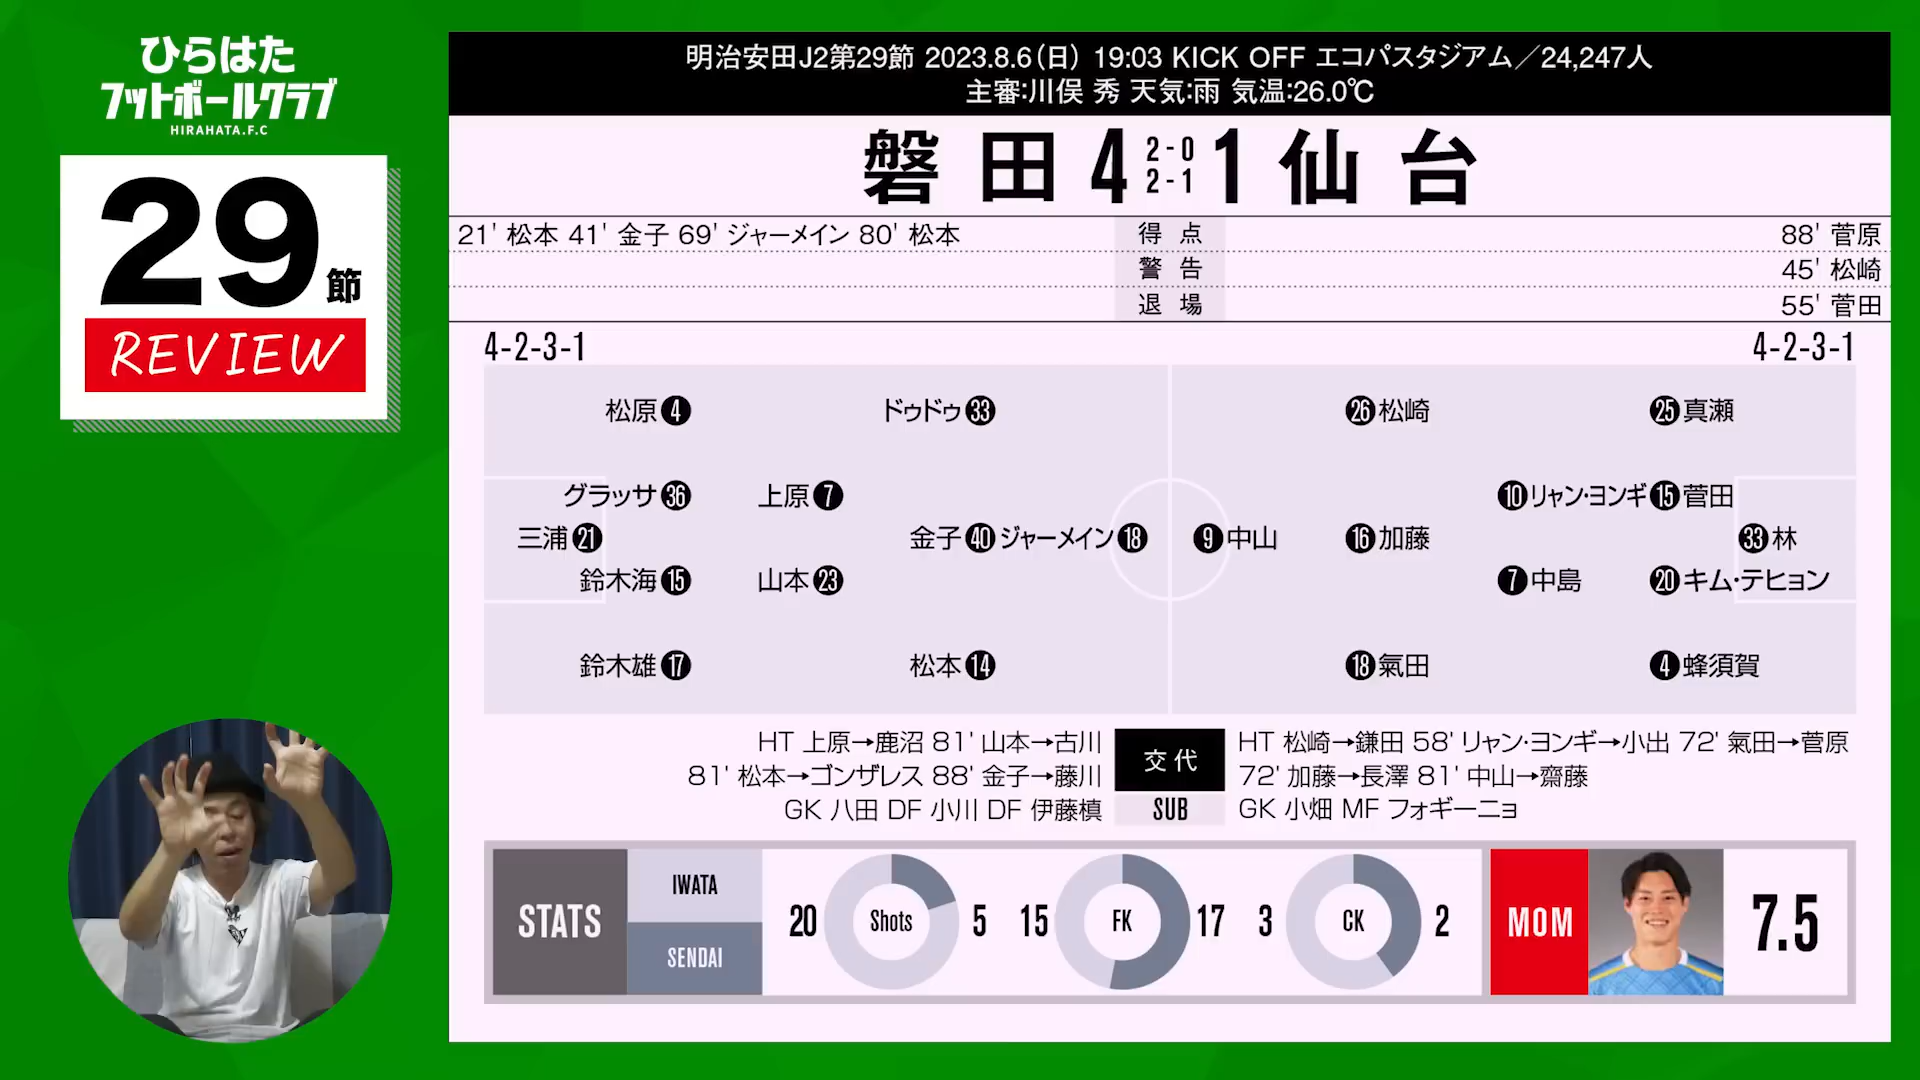 ひらはた
フットボールクラブ
HIRAHATA.F.C
29節
REVIEW
明治安田J2第29節 2023.8.6(日) 19:03 KICK OFF エコパスタジアム/24,247人
主審:川俣 秀 天気:雨 気温:26.0℃
磐田 4 2-0 2-1 1 仙台
21' 松本 41' 金子 69' ジャーメイン 80' 松本 得点 88' 菅原
警告 45' 松崎
退場 55' 菅田
4-2-3-1 4-2-3-1
松原 4 ドゥドゥ 33 26 松崎 25 真瀬
グラッサ 36 上原 7 10 リャン・ヨンギ 15 菅田
三浦 21 金子 40 ジャーメイン 18 9 中山 16 加藤 33 林
鈴木海 15 山本 23 7 中島 20 キム・テヒョン
鈴木雄 17 松本 14 18 氣田 4 蜂須賀
HT 上原→鹿沼 81' 山本→古川 交代 HT 松崎→鎌田 58' リャン・ヨンギ→小出 72' 氣田→菅原
81' 松本→ゴンザレス 88' 金子→藤川 72' 加藤→長澤 81' 中山→齋藤
GK 八田 DF 小川 DF 伊藤槙 SUB GK 小畑 MF フォギーニョ
STATS IWATA 20 Shots 5 15 FK 17 3 CK 2 MOM 7.5
SENDAI